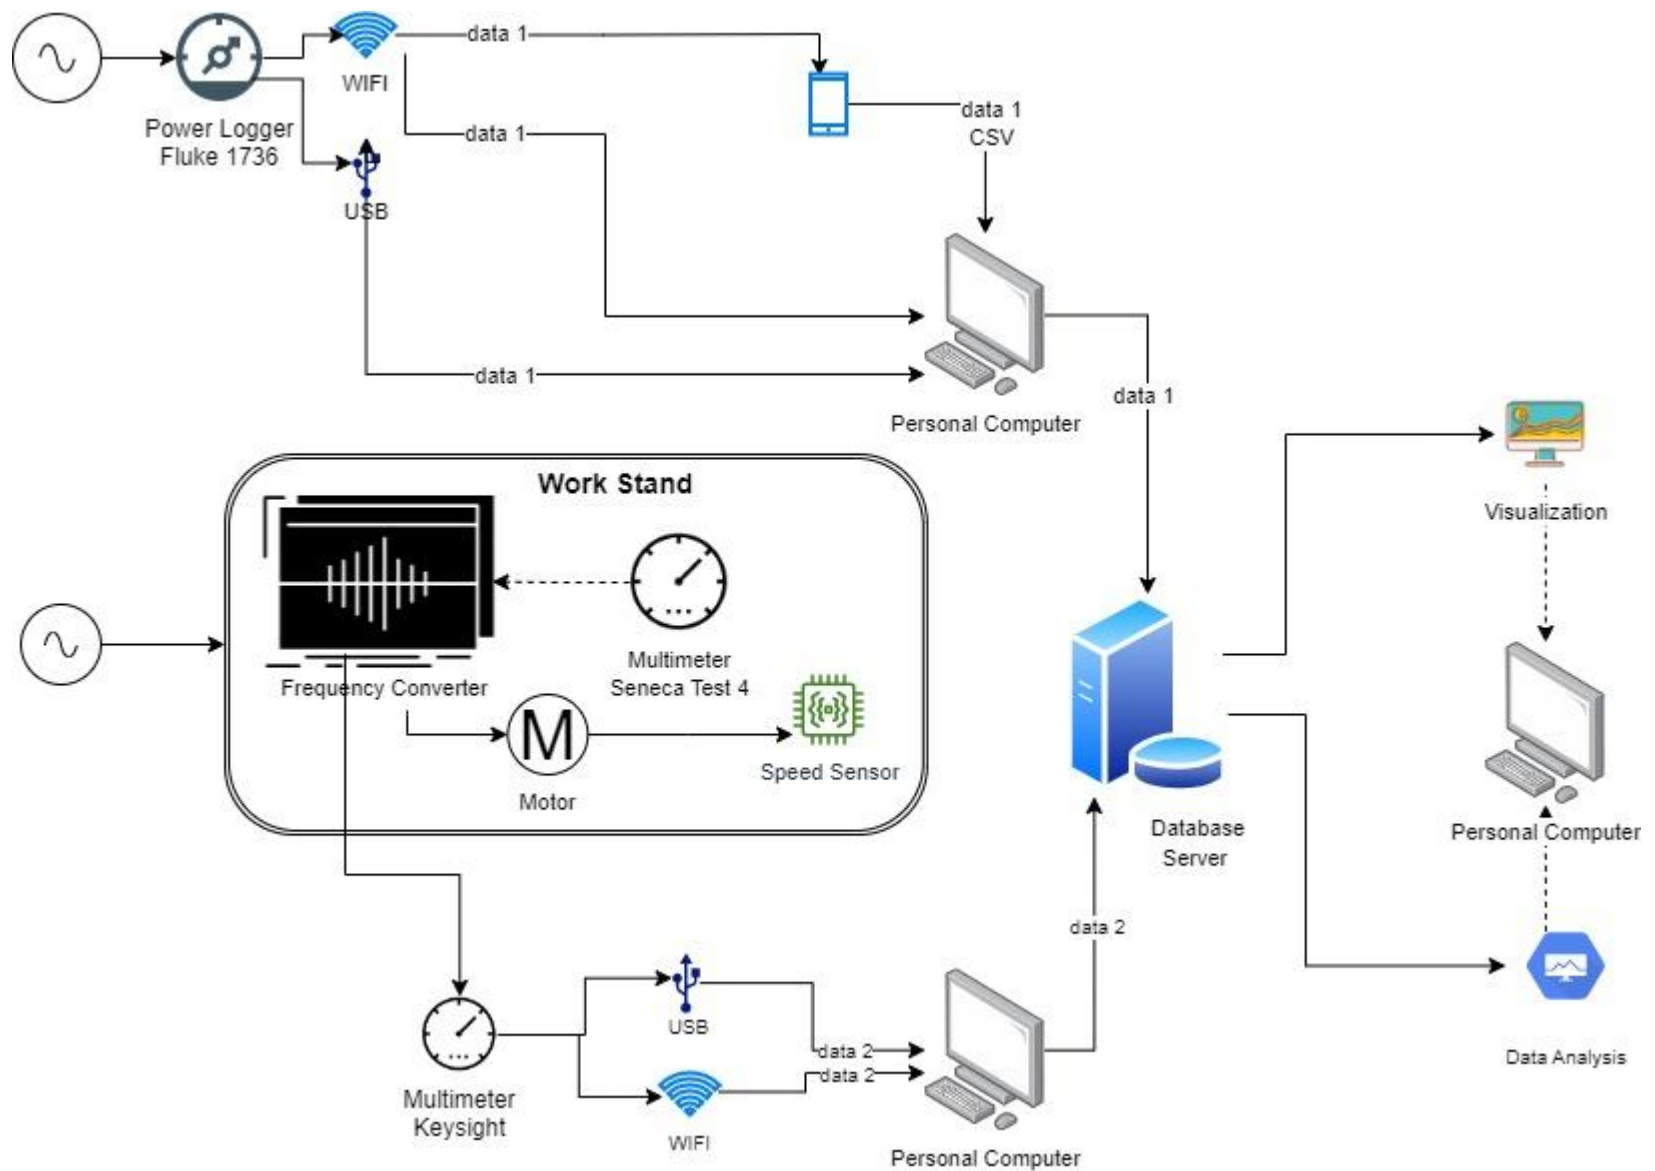 data 1
WIFI
data 1
CSV
Power Logger
Fluke 1736
data 1
USB
data 1
data 1
Personal Computer
Work Stand
Visualization
Multimeter
Seneca Test 4
Frequency Converter
M
Speed Sensor
Motor
Database
Server
Personal Computer
data 2
USB
data 2
data 2
Data Analysis
Multimeter
Keysight
WIFI
Personal Computer